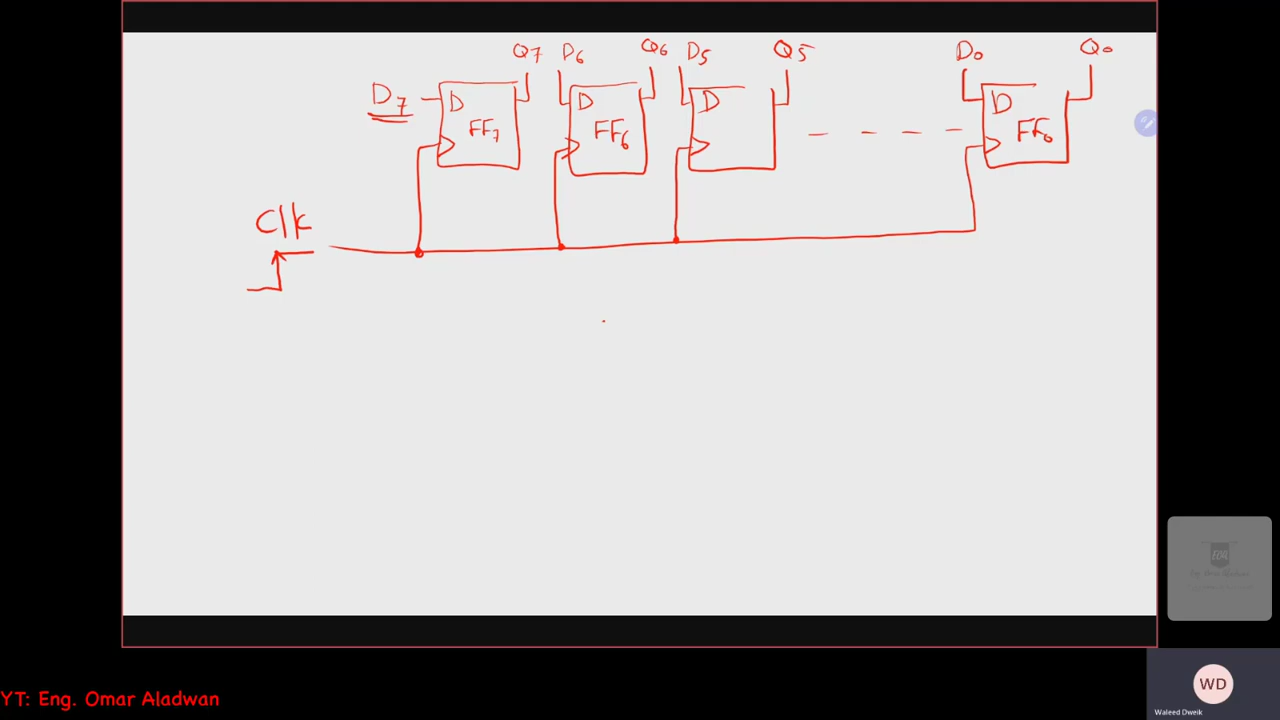 Q7 D6 Q6 D5 Q5 D0 Q0
D7 D D D D
FF7 FF6 FF0
Clk
WD
Waleed Dweik
YT: Eng. Omar Aladwan